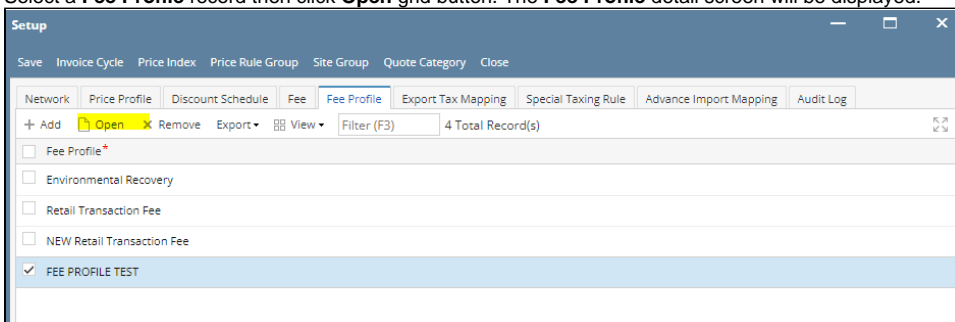 Select a Fee Profile record then click Open grid button. The Fee Profile detail screen will be displayed.
Setup
Save Invoice Cycle Price Index Price Rule Group Site Group Quote Category Close
Network Price Profile Discount Schedule Fee Fee Profile Export Tax Mapping Special Taxing Rule Advance Import Mapping Audit Log
+ Add Open × Remove Export View Filter (F3) 4 Total Record(s)
Fee Profile*
Environmental Recovery
Retail Transaction Fee
NEW Retail Transaction Fee
FEE PROFILE TEST